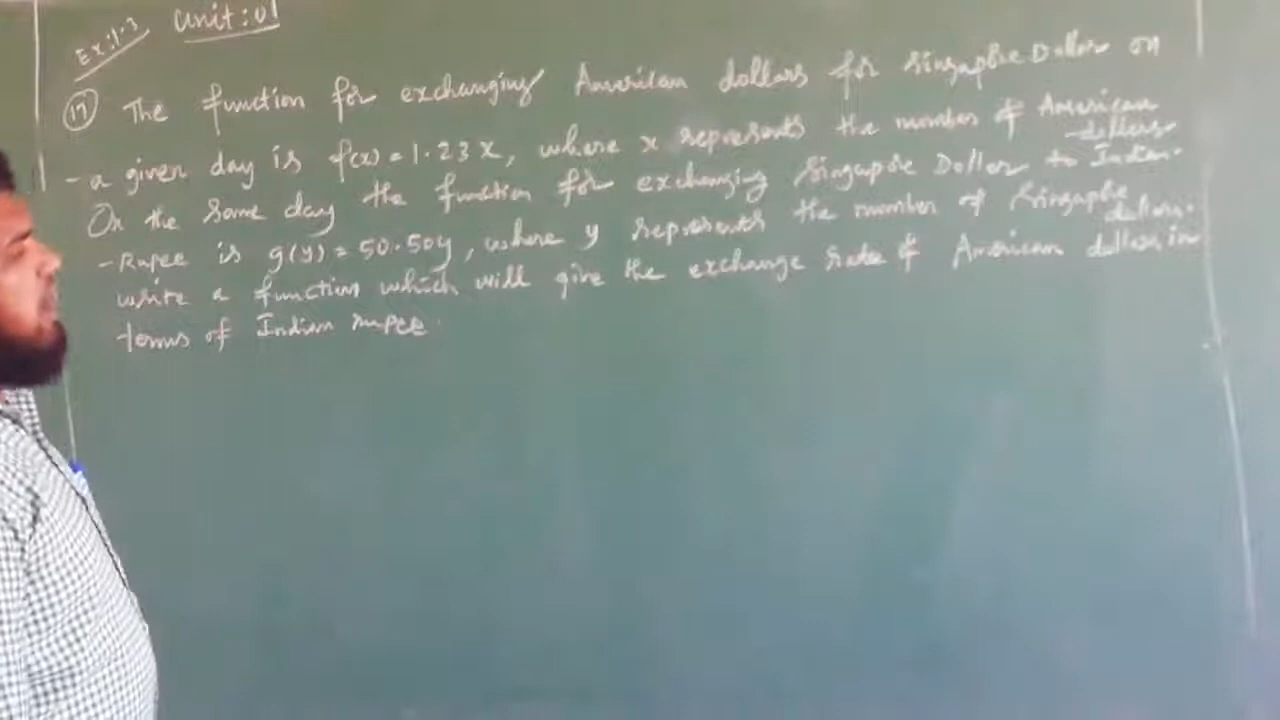 Ex:1.3 Unit:01
(17) The function for exchanging American dollars for Singapore Dollar on
-a given day is f(x)=1.23x, where x represents the number of American dollars
On the same day the function for exchanging Singapore Dollar to Indian-
-Rupee is g(y)=50.50y, where y represents the number of Singapore dollars.
write a function which will give the exchange rate of American dollars in
terms of Indian rupee.